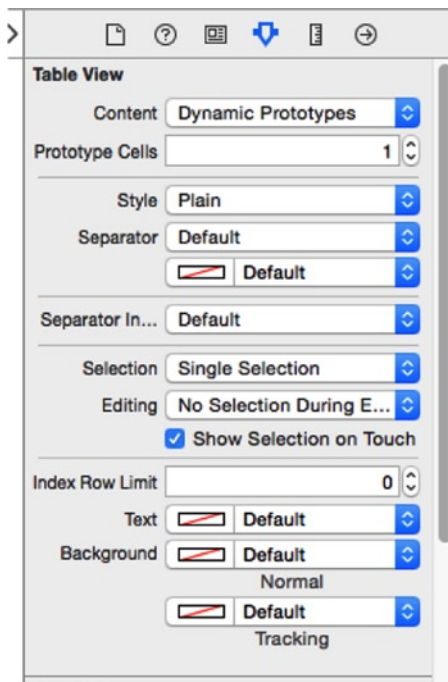 Table View
Content Dynamic Prototypes
Prototype Cells 1
Style Plain
Separator Default
Default
Separator In... Default
Selection Single Selection
Editing No Selection During E...
Show Selection on Touch
Index Row Limit 0
Text Default
Background Default
Normal
Default
Tracking